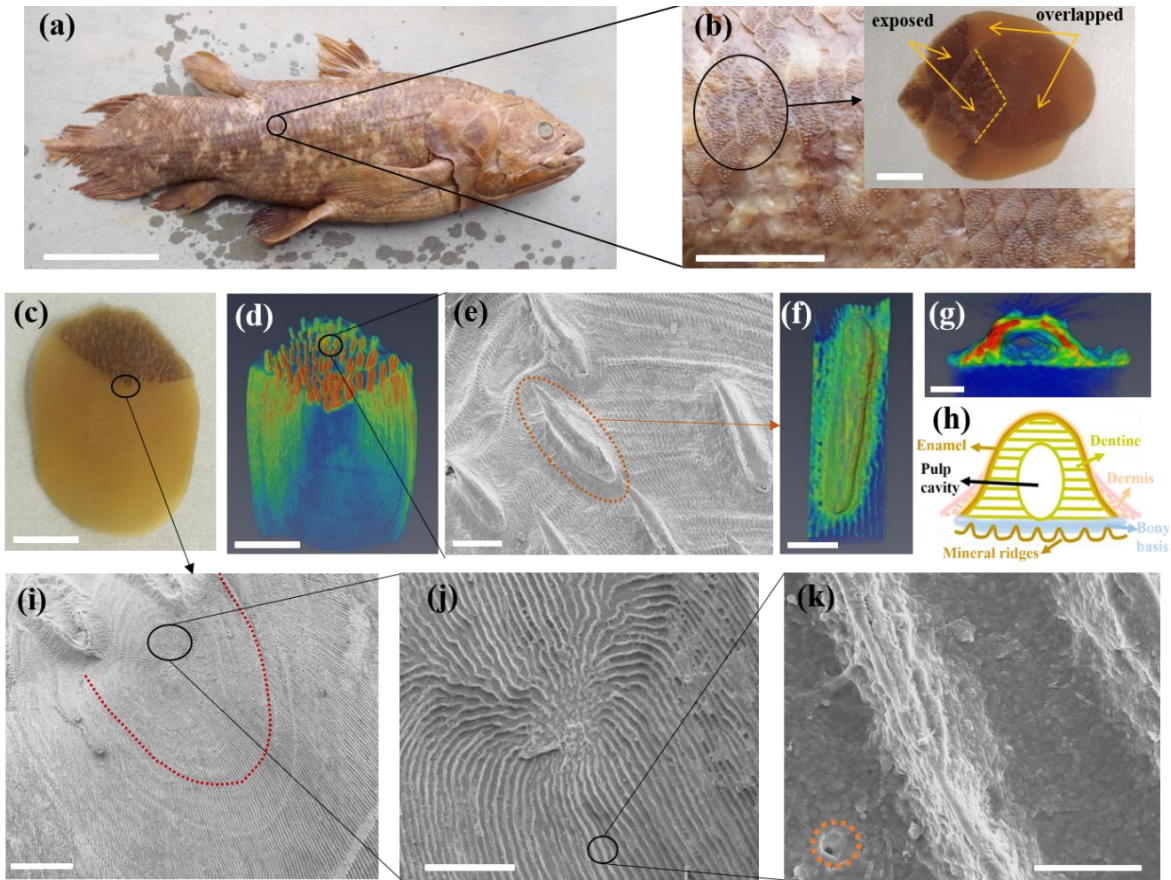 (a)
(b)
exposed
overlapped
(c)
(d)
(e)
(f)
(g)
(h)
Enamel
Dentine
Pulp
cavity
Dermis
Bony
basis
Mineral ridges
(i)
(j)
(k)